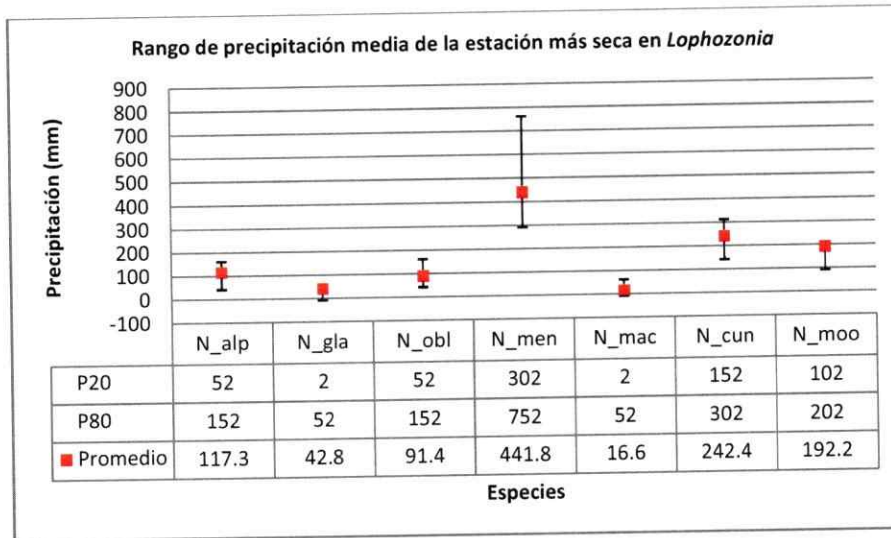 Rango de precipitación media de la estación más seca en Lophozonia
Precipitación (mm)
900
800
700
600
500
400
300
200
100
0
-100
N_alp N_gla N_obl N_men N_mac N_cun N_moo
P20 52 2 52 302 2 152 102
P80 152 52 152 752 52 302 202
Promedio 117.3 42.8 91.4 441.8 16.6 242.4 192.2
Especies